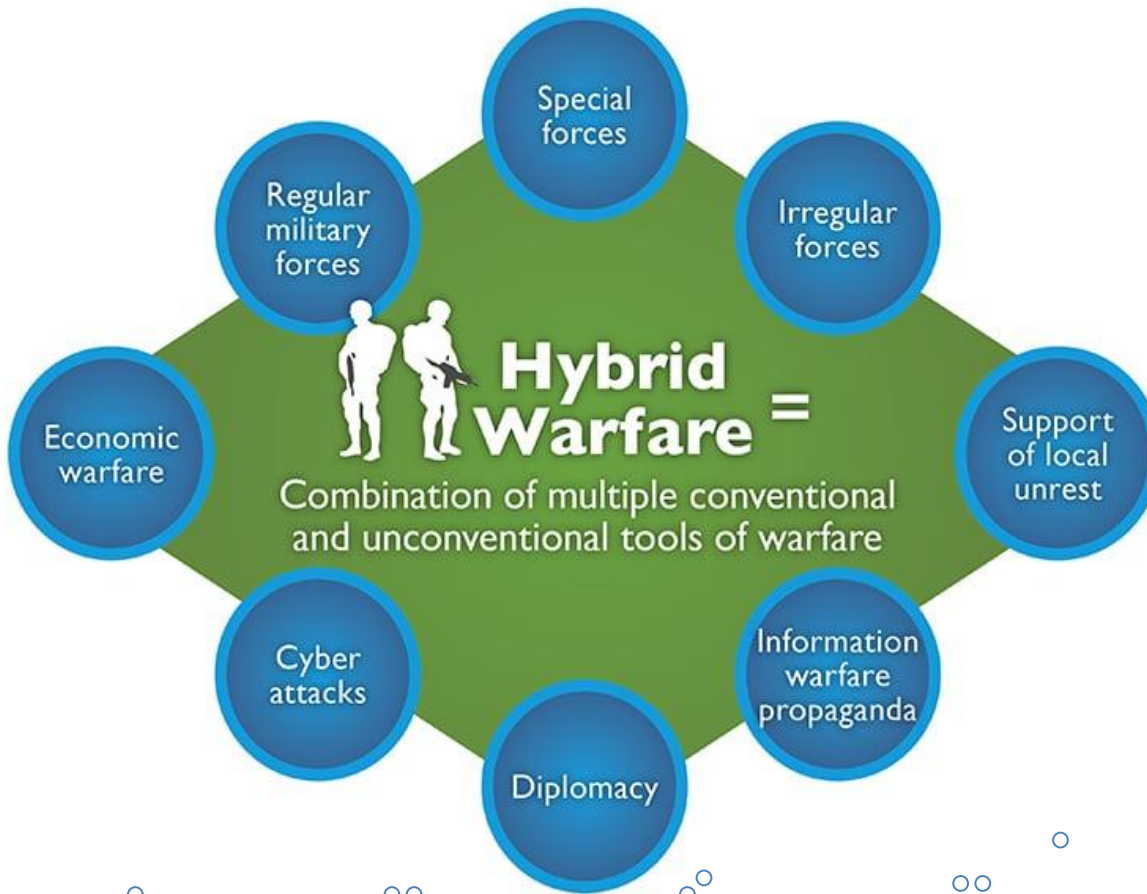 Special
forces
Regular
military
forces
Irregular
forces
Hybrid
Warfare =
Economic
warfare
Support
of local
unrest
Combination of multiple conventional
and unconventional tools of warfare
Cyber
attacks
Information
warfare
propaganda
Diplomacy